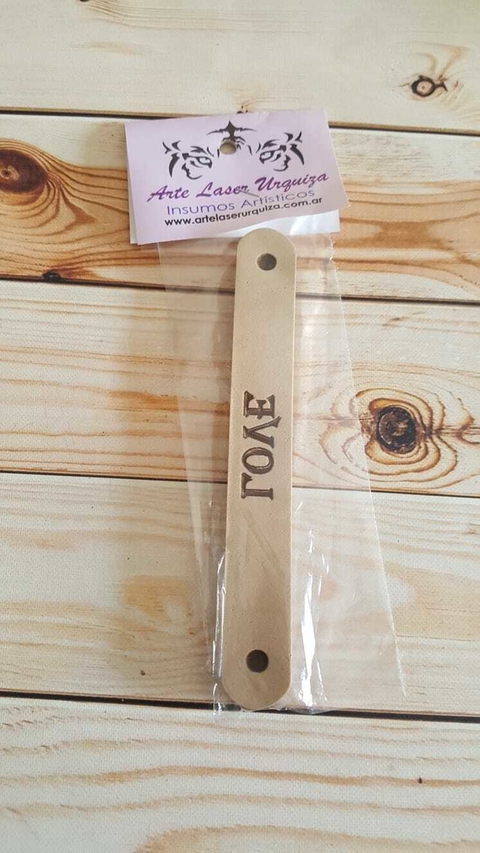 Arte Laser Urquiza
Insumos Artísticos
www.artelaserurquiza.com.ar
LOVE